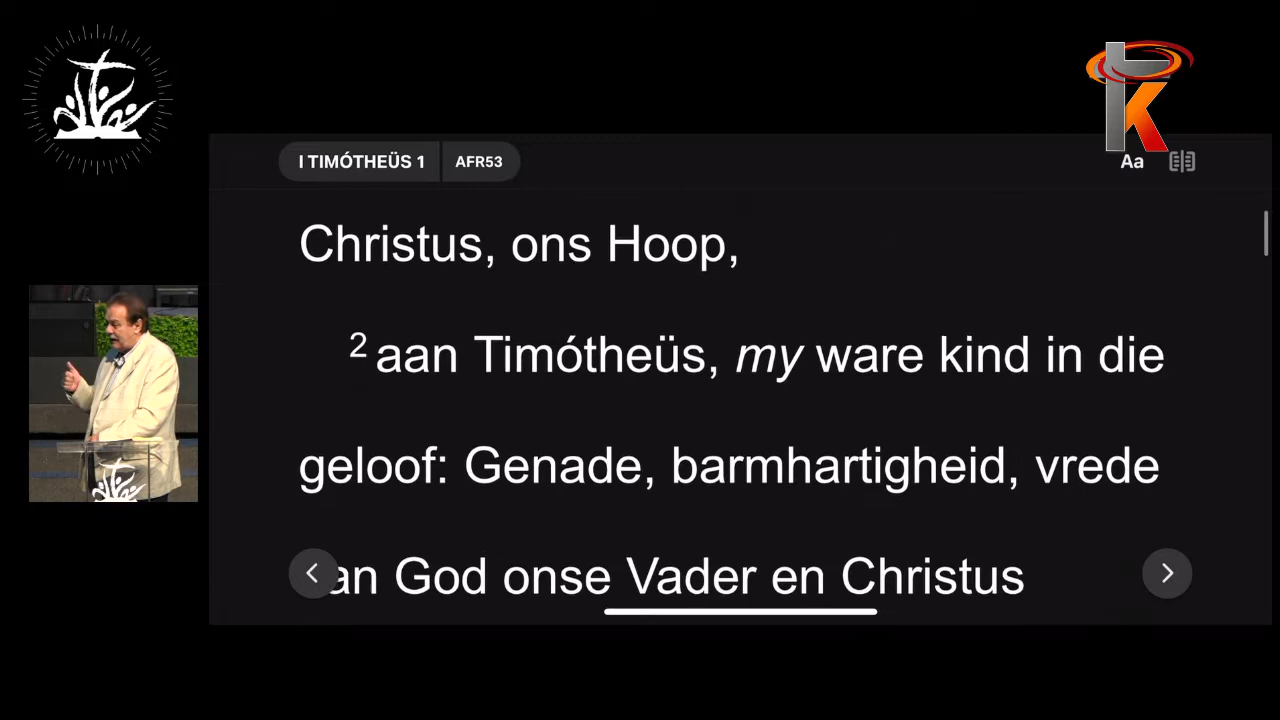 I TIMÓTHEÜS 1 AFR53
Aa
Christus, ons Hoop,
2 aan Timótheüs, my ware kind in die
geloof: Genade, barmhartigheid, vrede
an God onse Vader en Christus